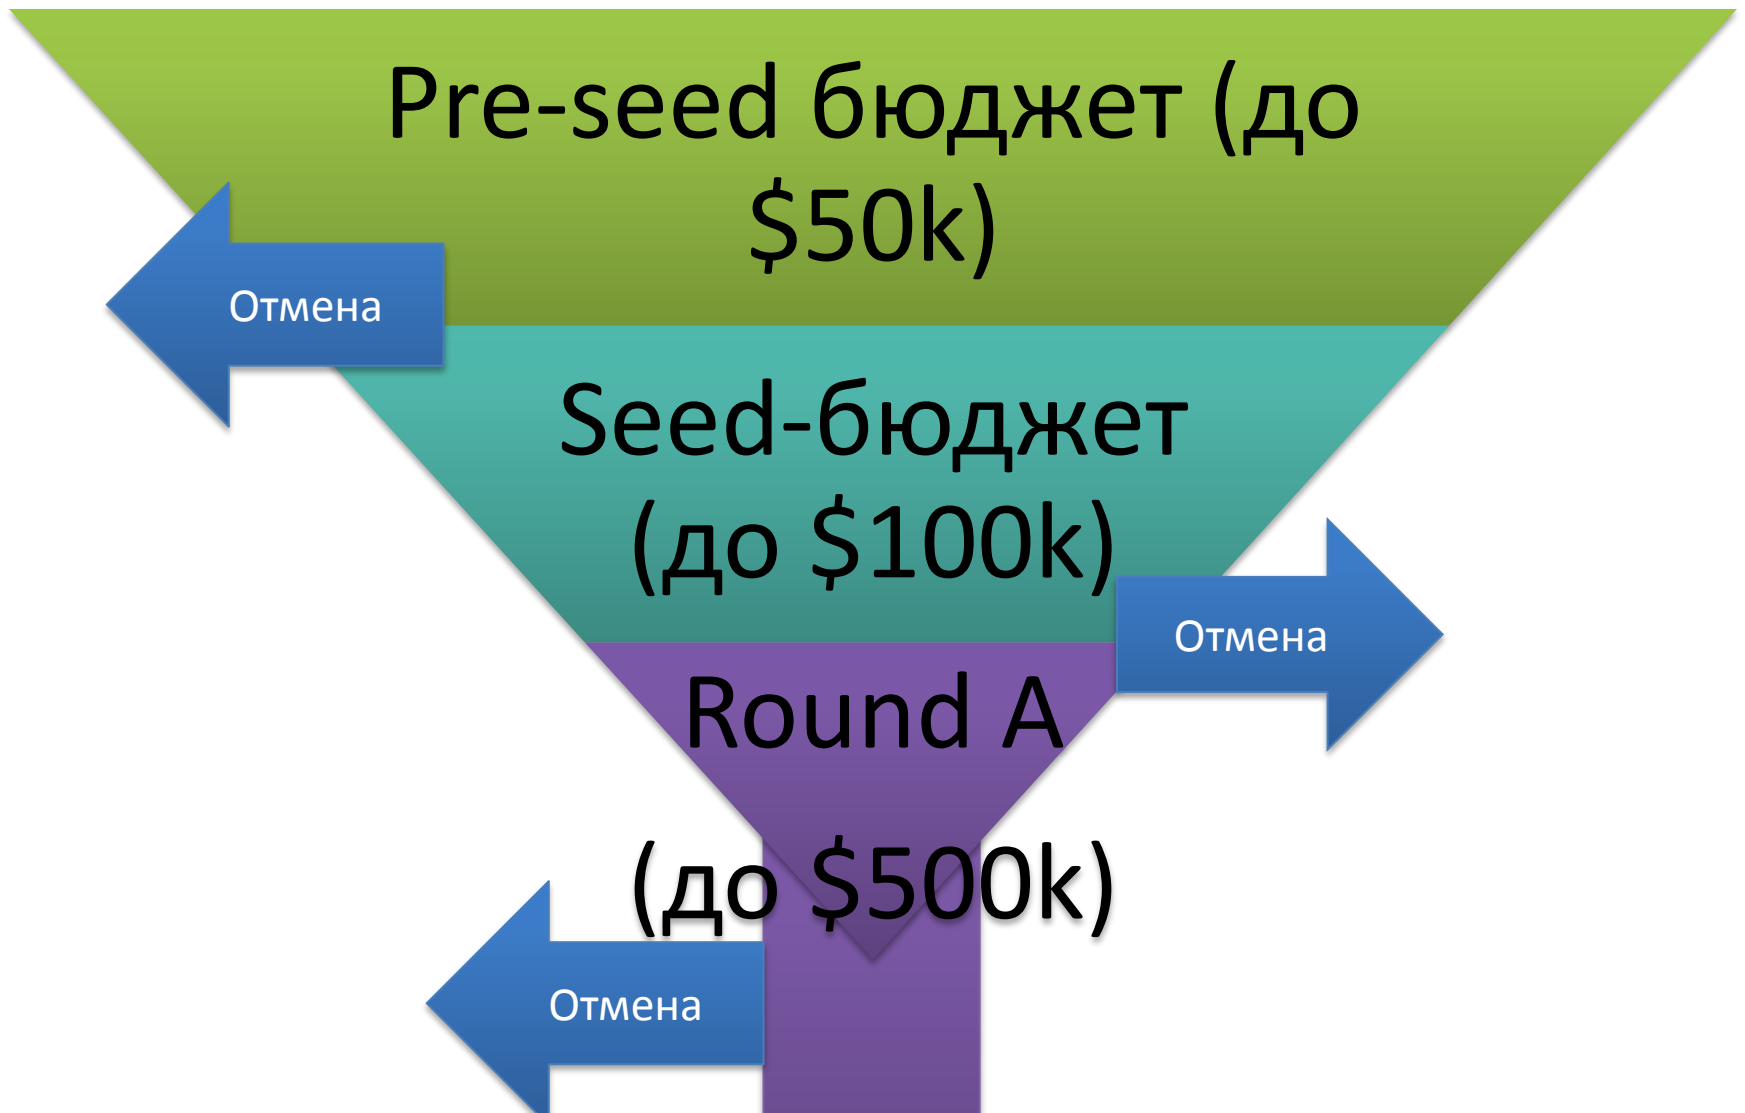 Pre-seed бюджет (до
$50k)
Отмена
Seed-бюджет
(до $100k)
Отмена
Round A
(до $500k)
Отмена